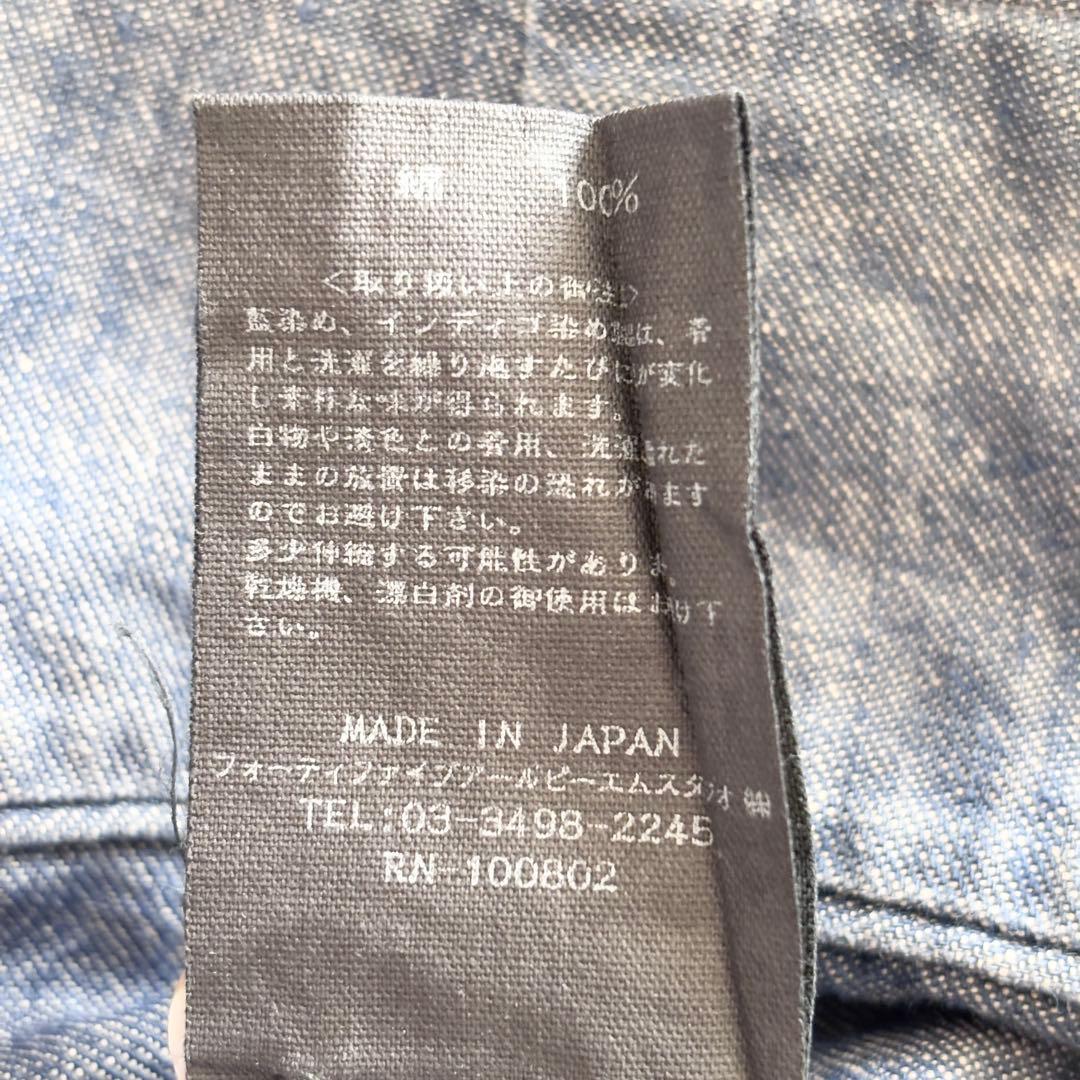 綿 100%
<取り扱い上の御注意>
藍染め、インディゴ染め製品は、着
用と洗濯を繰り返すたびに が変化
し素朴な味が得られます。
白物や淡色との着用、洗濯 れた
ままの放置は移染の恐れがありますの
のでお避け下さい。
多少伸縮する可能性があります。
乾燥機、漂白剤の御使用はお避け下
さい。
MADE IN JAPAN
フォーティファイブアールピーエムスタジオ ㈱
TEL:03-3498-2245
RN-100802